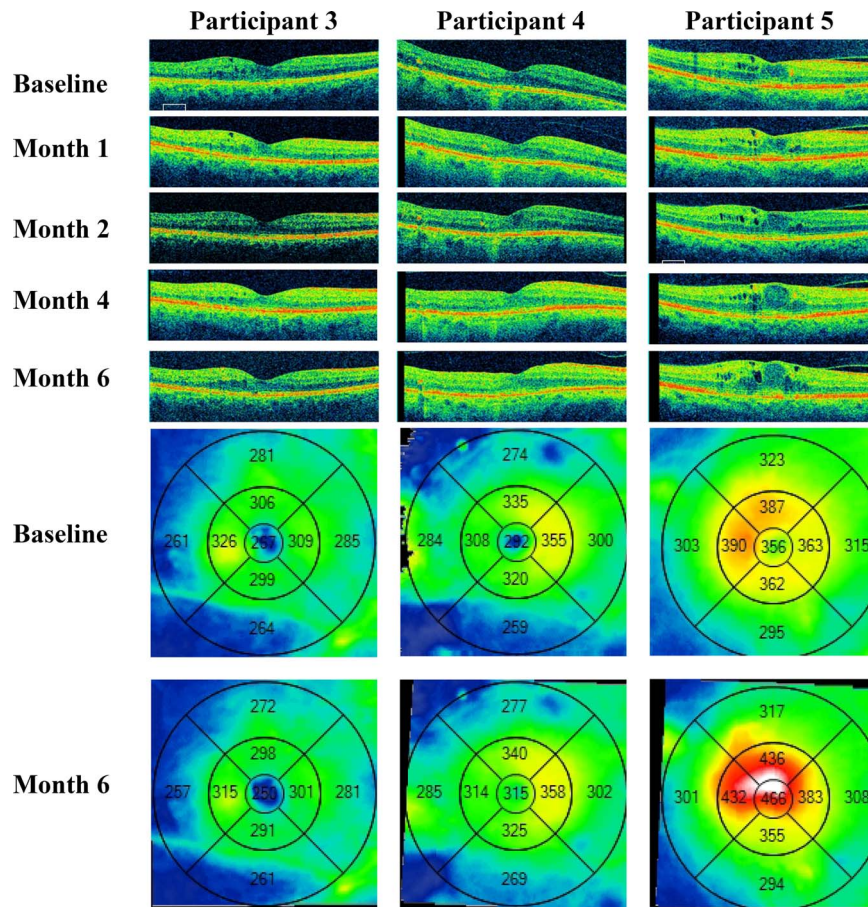 Participant 3 Participant 4 Participant 5
Baseline
Month 1
Month 2
Month 4
Month 6
Baseline
281 274 323
306 335 387
261 326 267 309 285 284 308 292 355 300 303 390 356 363 315
299 320 362
264 259 295
Month 6
272 277 317
298 340 436
257 315 250 301 281 285 314 315 358 302 301 432 466 383 308
291 325 355
261 269 294